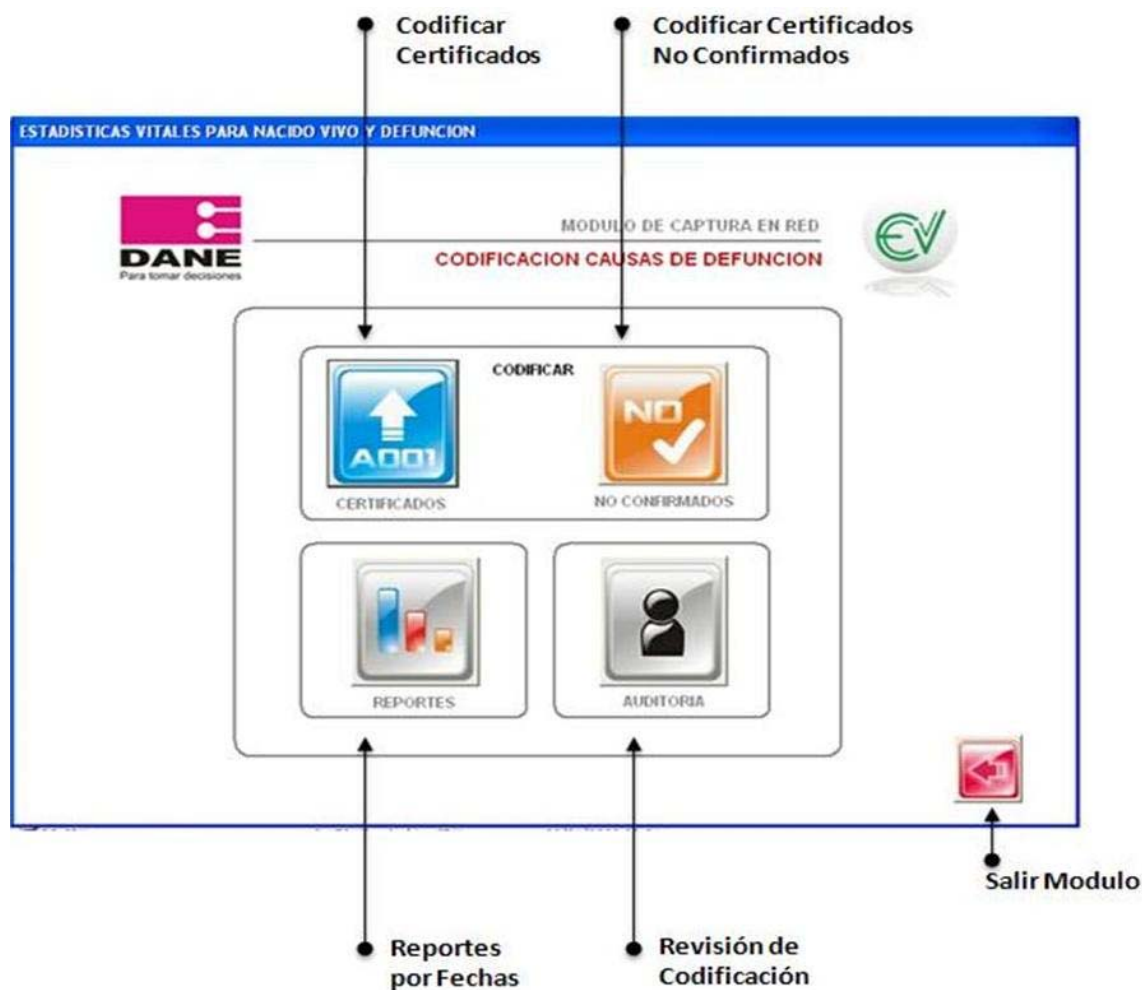 Codificar
Certificados
Codificar Certificados
No Confirmados
ESTADISTICAS VITALES PARA NACIDO VIVO Y DEFUNCION
DANE
Para tomar decisiones
MODULO DE CAPTURA EN RED
CODIFICACION CAUSAS DE DEFUNCION
CODIFICAR
A001
NO
CERTIFICADOS
NO CONFIRMADOS
REPORTES
AUDITORIA
Salir Modulo
Reportes
por Fechas
Revisión de
Codificación